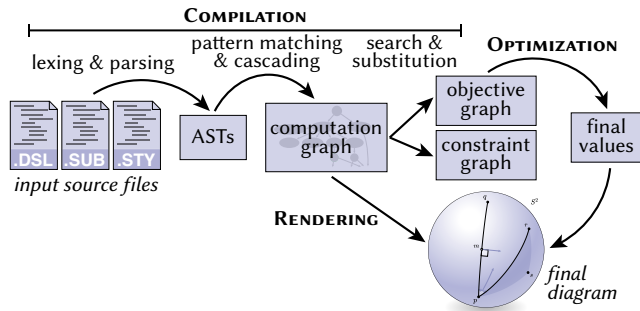 COMPILATION
lexing & parsing
pattern matching
& cascading
search &
substitution
OPTIMIZATION
.DSL
.SUB
.STY
input source files
ASTs
computation
graph
objective
graph
constraint
graph
final
values
RENDERING
q
S²
r
m
s
p
final
diagram